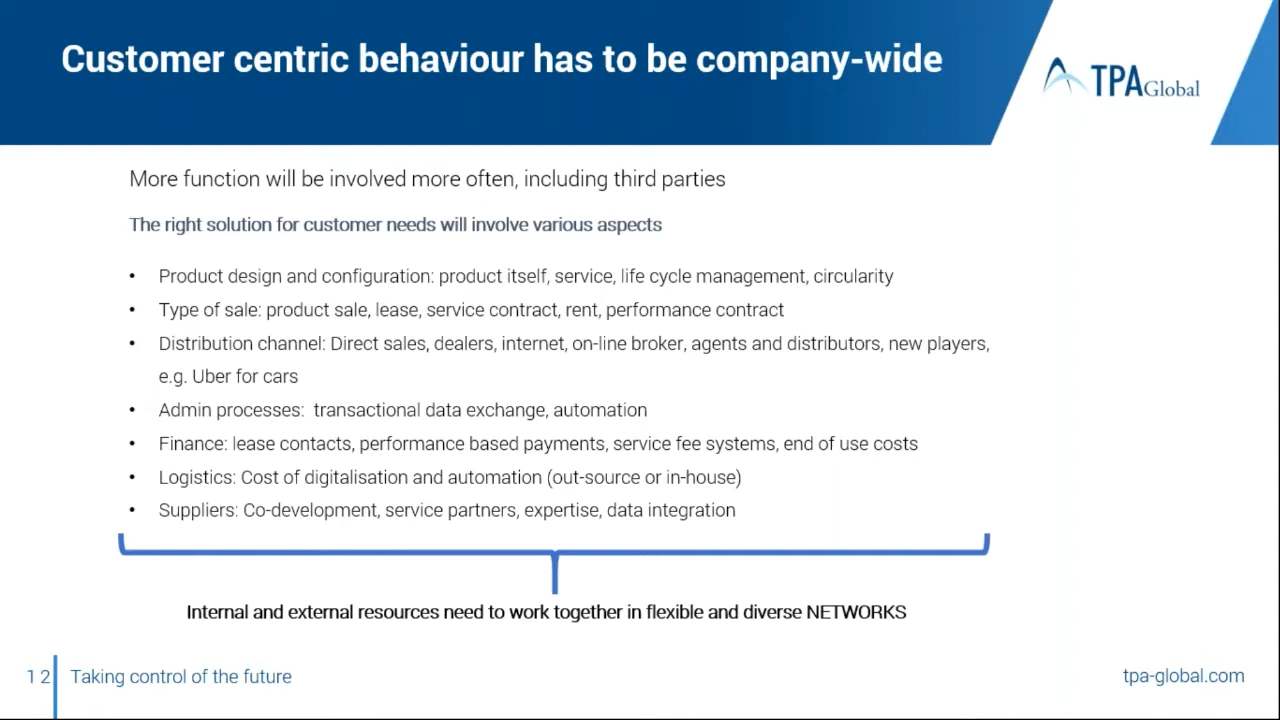 Customer centric behaviour has to be company-wide
TPA Global
More function will be involved more often, including third parties
The right solution for customer needs will involve various aspects
• Product design and configuration: product itself, service, life cycle management, circularity
• Type of sale: product sale, lease, service contract, rent, performance contract
• Distribution channel: Direct sales, dealers, internet, on-line broker, agents and distributors, new players,
e.g. Uber for cars
• Admin processes:  transactional data exchange, automation
• Finance: lease contacts, performance based payments, service fee systems, end of use costs
• Logistics: Cost of digitalisation and automation (out-source or in-house)
• Suppliers: Co-development, service partners, expertise, data integration
Internal and external resources need to work together in flexible and diverse NETWORKS
12 Taking control of the future
tpa-global.com